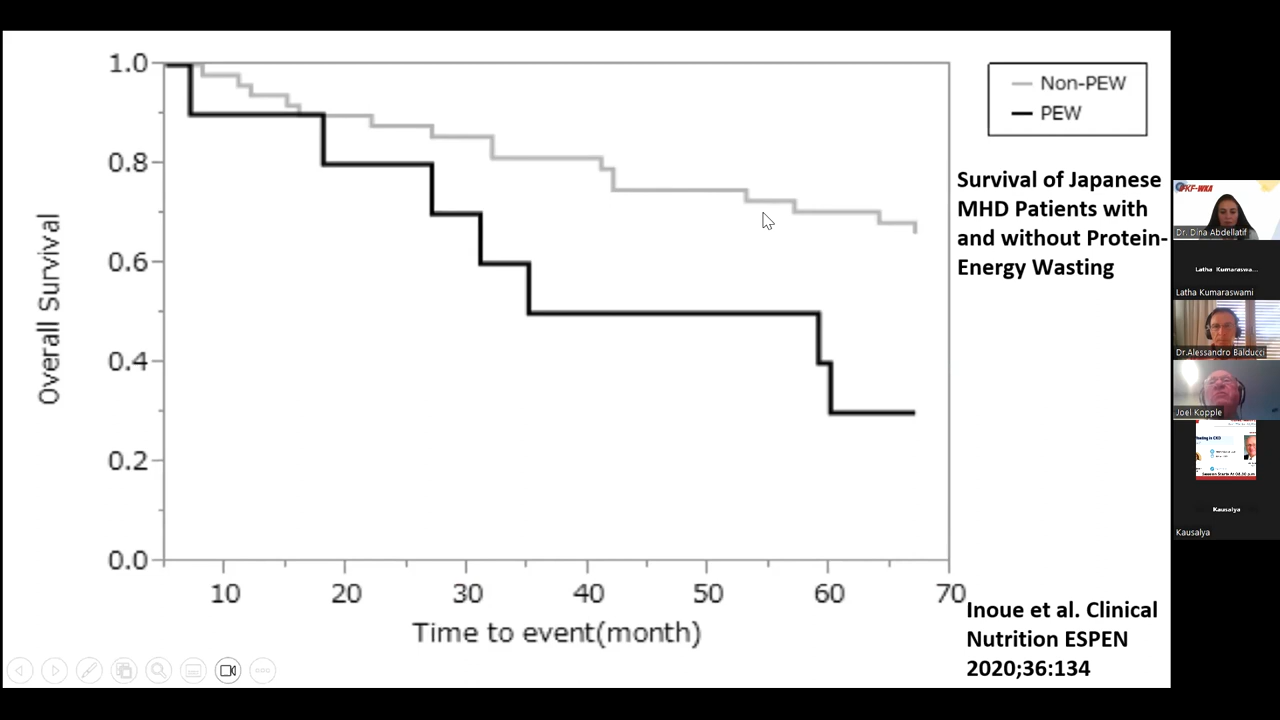 1.0
0.8
0.6
0.4
0.2
0.0
Overall Survival
10 20 30 40 50 60 70
Time to event(month)
Non-PEW
PEW
Survival of Japanese
MHD Patients with
and without Protein-
Energy Wasting
Inoue et al. Clinical
Nutrition ESPEN
2020;36:134
Dr. Dina Abdellatif
Latha Kumarasw...
Latha Kumaraswami
Dr.Alessandro Balducci
Joel Kopple
Kausalya
Kausalya